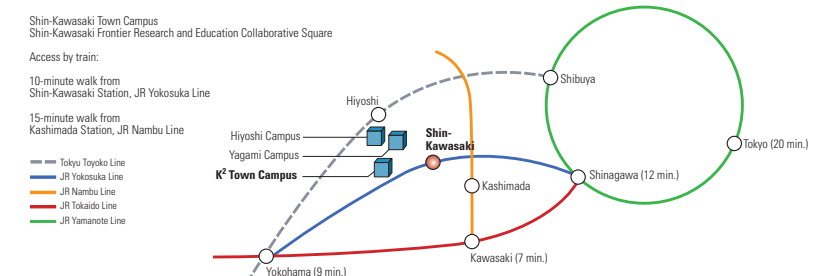 Shin-Kawasaki Town Campus
Shin-Kawasaki Frontier Research and Education Collaborative Square
Access by train:
10-minute walk from
Shin-Kawasaki Station, JR Yokosuka Line
15-minute walk from
Kashimada Station, JR Nambu Line
Tokyu Toyoko Line
JR Yokosuka Line
JR Nambu Line
JR Tokaido Line
JR Yamanote Line
Hiyoshi
Hiyoshi Campus
Yagami Campus
K² Town Campus
Shin-
Kawasaki
Shibuya
Tokyo (20 min.)
Shinagawa (12 min.)
Kashimada
Kawasaki (7 min.)
Yokohama (9 min.)